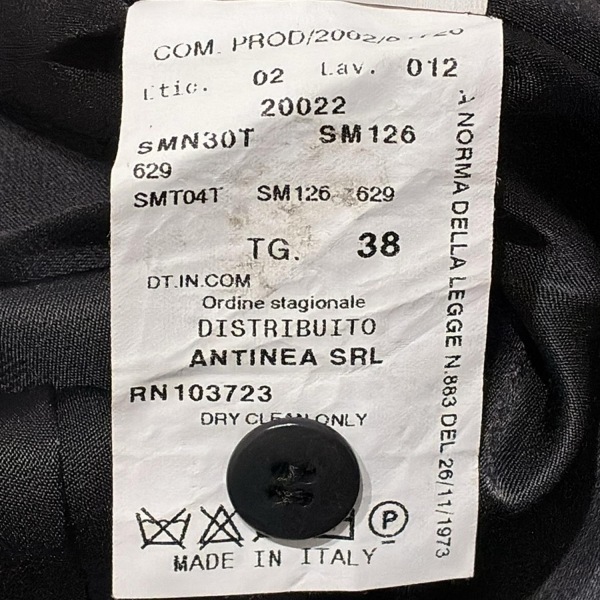 COM. PROD/2002/
Etic. 02 Lav. 012
20022
SMN30T SM126
629
SMT04T SM126 629
TG. 38
DT.IN.COM
Ordine stagionale
DISTRIBUITO
ANTINEA SRL
RN103723
DRY CLEAN ONLY
P
MADE IN ITALY
A NORMA DELLA LEGGE N.883 DEL 26/11/1973